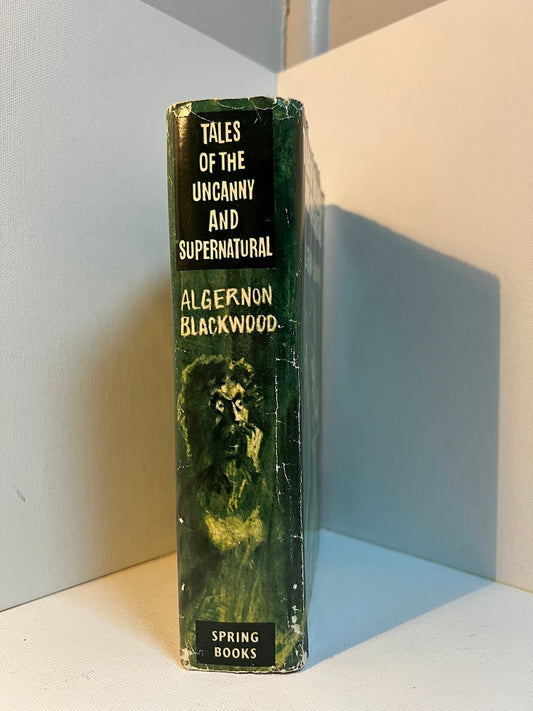 TALES
OF THE
UNCANNY
AND
SUPERNATURAL
ALGERNON
BLACKWOOD
SPRING
BOOKS